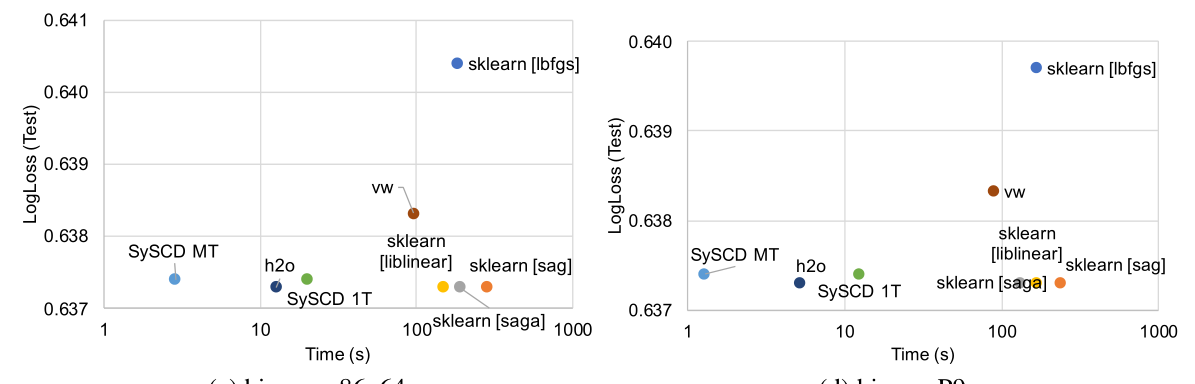 0.641
0.640
0.639
0.638
0.637
LogLoss (Test)
sklearn [lbfgs]
vw
sklearn
[liblinear]
SySCD MT
h2o
SySCD 1T
sklearn [sag]
sklearn [saga]
1
10
100
1000
Time (s)
0.640
0.639
0.638
0.637
LogLoss (Test)
sklearn [lbfgs]
vw
sklearn
[liblinear]
SySCD MT
h2o
SySCD 1T
sklearn [sag]
sklearn [saga]
1
10
100
1000
Time (s)